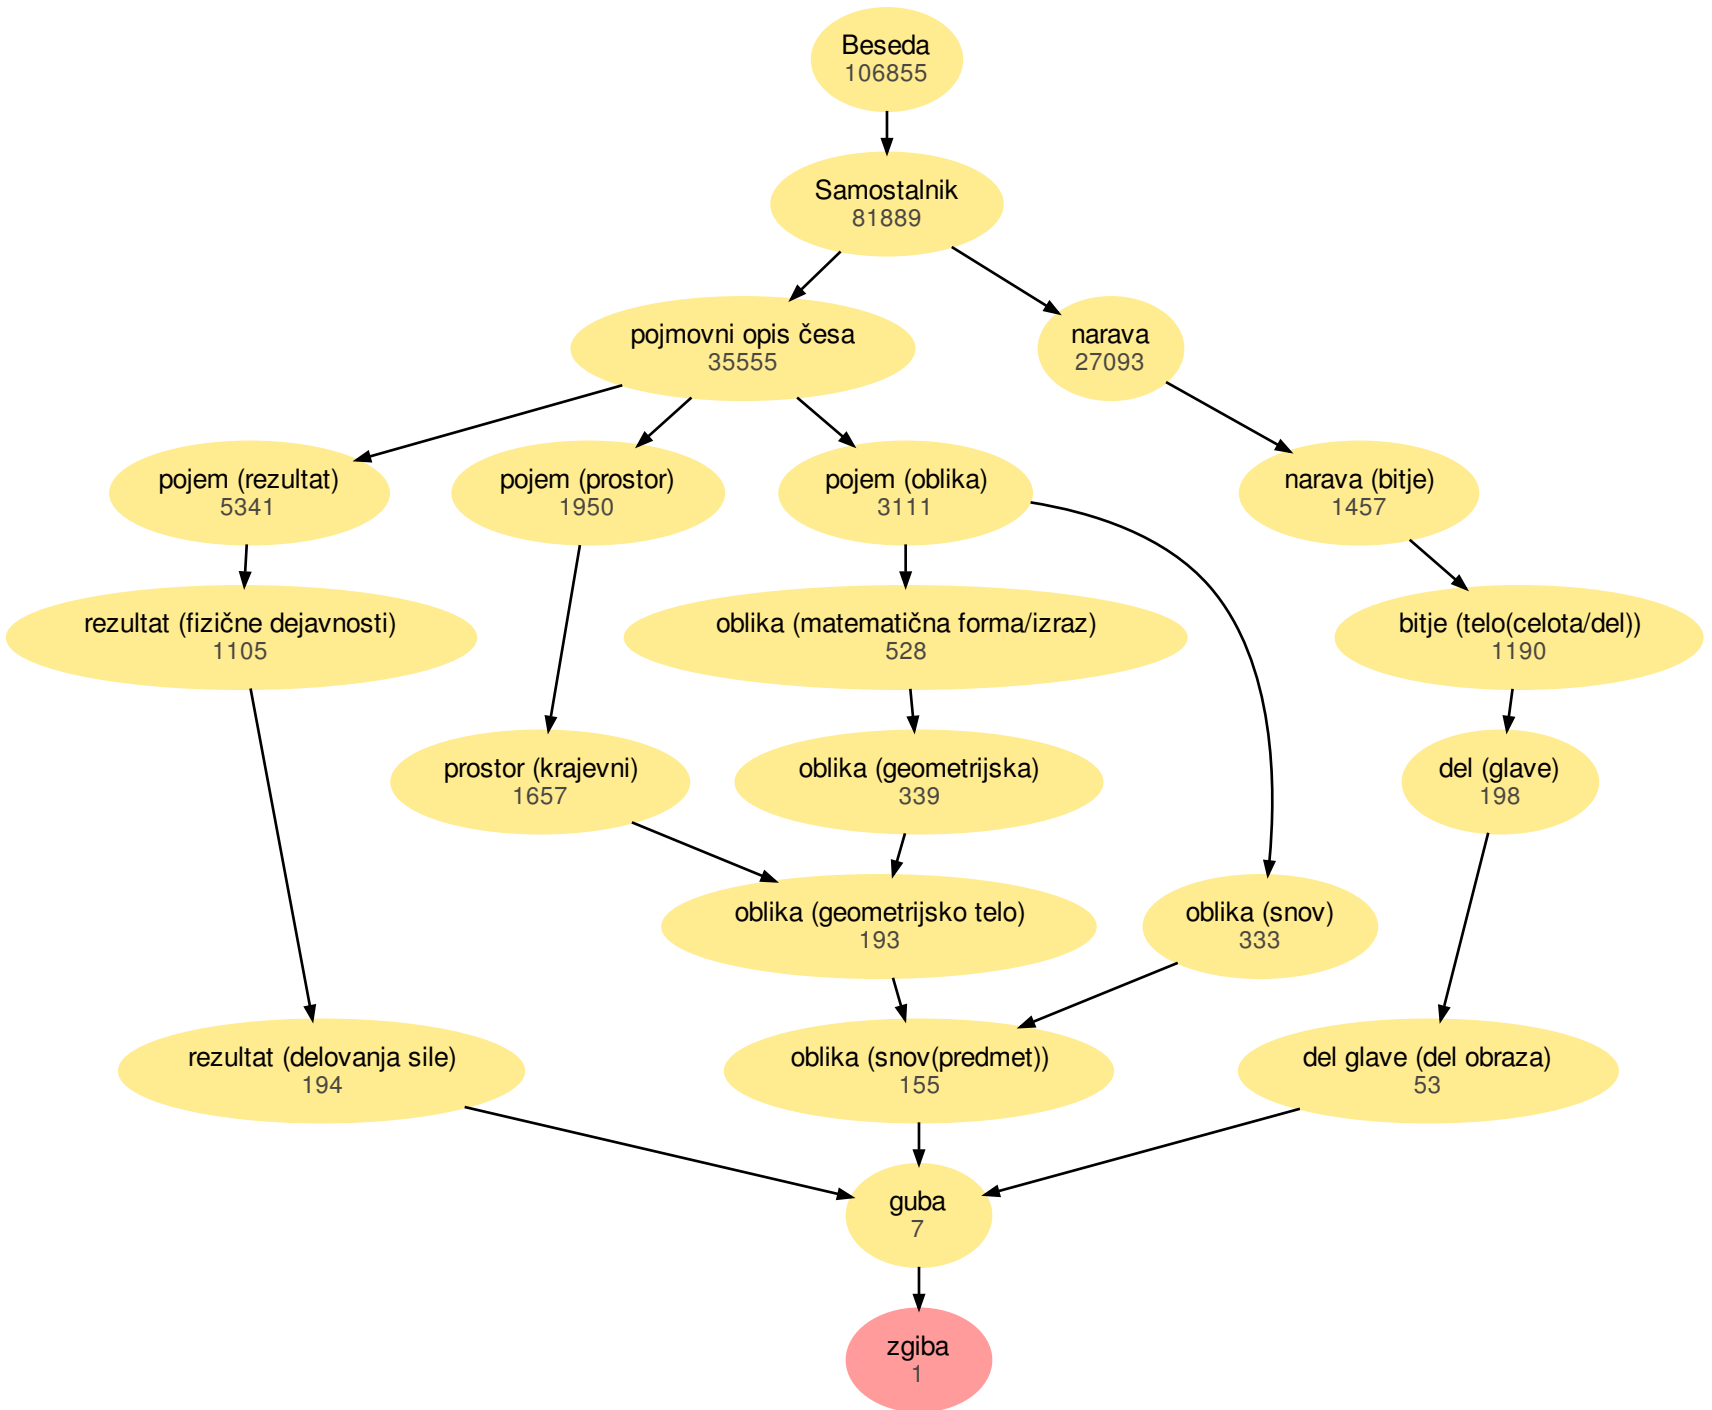 Beseda
106855
Samostalnik
81889
pojmovni opis česa
35555
narava
27093
pojem (rezultat)
5341
pojem (prostor)
1950
pojem (oblika)
3111
narava (bitje)
1457
rezultat (fizične dejavnosti)
1105
oblika (matematična forma/izraz)
528
bitje (telo(celota/del))
1190
prostor (krajevni)
1657
oblika (geometrijska)
339
del (glave)
198
oblika (geometrijsko telo)
193
oblika (snov)
333
rezultat (delovanja sile)
194
oblika (snov(predmet))
155
del glave (del obraza)
53
guba
7
zgiba
1